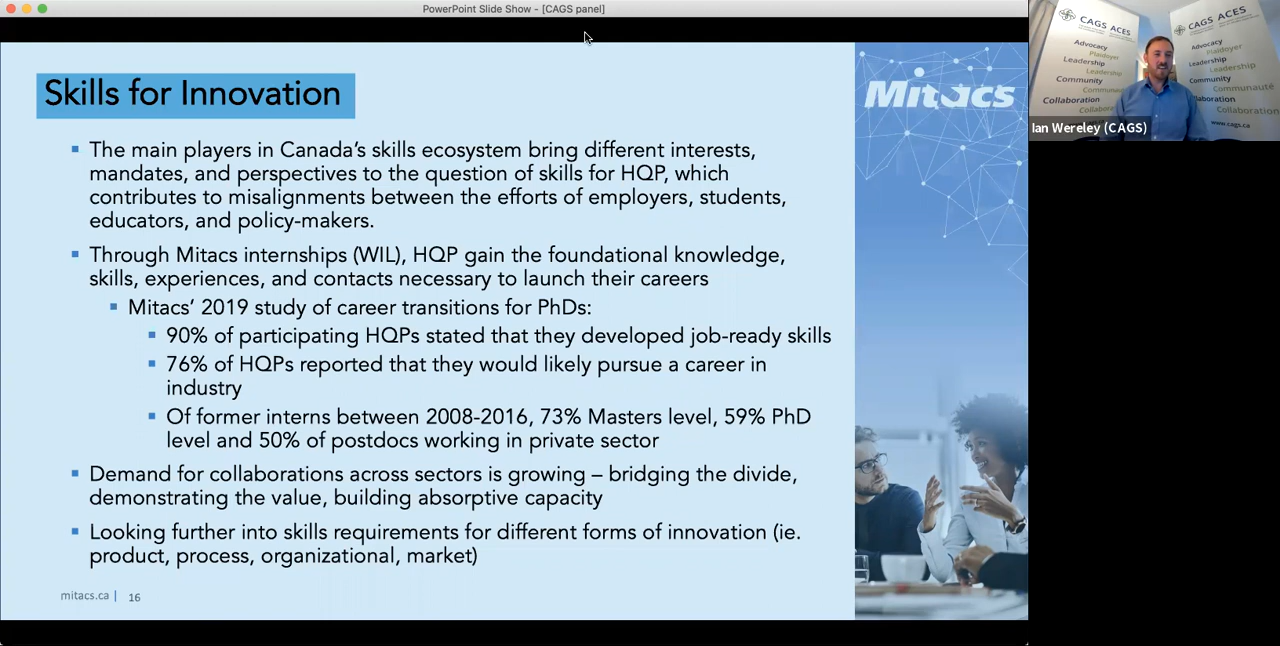 PowerPoint Slide Show - [CAGS panel]
Skills for Innovation
The main players in Canada's skills ecosystem bring different interests,
mandates, and perspectives to the question of skills for HQP, which
contributes to misalignments between the efforts of employers, students,
educators, and policy-makers.
Through Mitacs internships (WIL), HQP gain the foundational knowledge,
skills, experiences, and contacts necessary to launch their careers
Mitacs' 2019 study of career transitions for PhDs:
90% of participating HQPs stated that they developed job-ready skills
76% of HQPs reported that they would likely pursue a career in
industry
Of former interns between 2008-2016, 73% Masters level, 59% PhD
level and 50% of postdocs working in private sector
Demand for collaborations across sectors is growing – bridging the divide,
demonstrating the value, building absorptive capacity
Looking further into skills requirements for different forms of innovation (ie.
product, process, organizational, market)
mitacs.ca | 16
Mitacs
CAGS ACES
Advocacy
Plaidoyer
Leadership
Leadership
Community
Collaboration
CAGS ACES
Advocacy
Plaidoyer
Leadership
Leadership
Community
Communauté
Collaboration
www.cags.ca
Ian Wereley (CAGS)